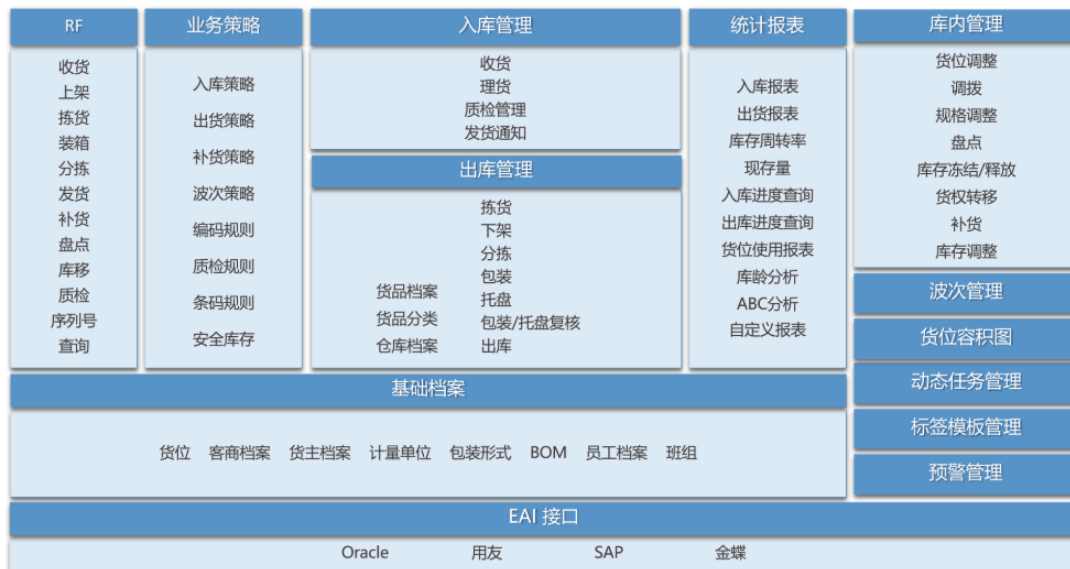 RF
收货
上架
拣货
装箱
分拣
发货
补货
盘点
库移
质检
序列号
查询
业务策略
入库策略
出货策略
补货策略
波次策略
编码规则
质检规则
条码规则
安全库存
入库管理
收货
理货
质检管理
发货通知
出库管理
拣货
下架
分拣
包装
托盘
包装/托盘复核
出库
货品档案
货品分类
仓库档案
统计报表
入库报表
出货报表
库存周转率
现存量
入库进度查询
出库进度查询
货位使用报表
库龄分析
ABC分析
自定义报表
库内管理
货位调整
调拨
规格调整
盘点
库存冻结/释放
货权转移
补货
库存调整
波次管理
货位容积图
动态任务管理
标签模板管理
预警管理
基础档案
货位 客商档案 货主档案 计量单位 包装形式 BOM 员工档案 班组
EAI 接口
Oracle 用友 SAP 金蝶